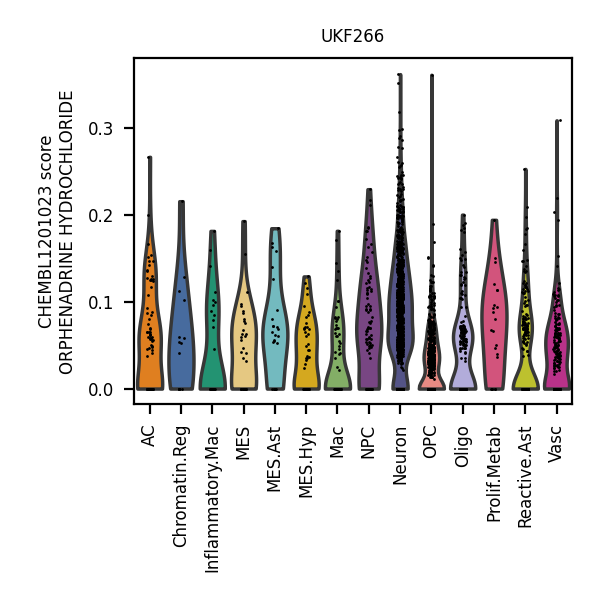 UKF266
CHEMBL1201023 score
ORPHENADRINE HYDROCHLORIDE
0.3
0.2
0.1
0.0
AC
Chromatin.Reg
Inflammatory.Mac
MES
MES.Ast
MES.Hyp
Mac
NPC
Neuron
OPC
Oligo
Prolif.Metab
Reactive.Ast
Vasc